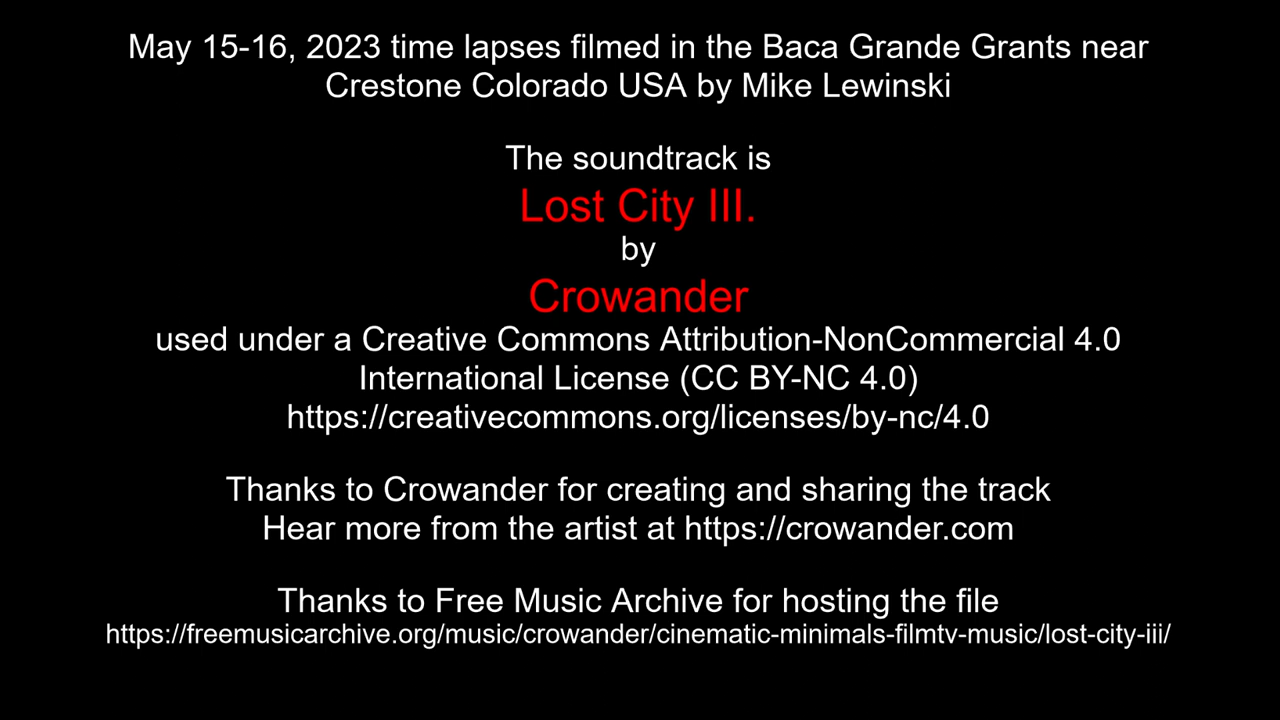 May 15-16, 2023 time lapses filmed in the Baca Grande Grants near
Crestone Colorado USA by Mike Lewinski
The soundtrack is
Lost City III.
by
Crowander
used under a Creative Commons Attribution-NonCommercial 4.0
International License (CC BY-NC 4.0)
https://creativecommons.org/licenses/by-nc/4.0
Thanks to Crowander for creating and sharing the track
Hear more from the artist at https://crowander.com
Thanks to Free Music Archive for hosting the file
https://freemusicarchive.org/music/crowander/cinematic-minimals-filmtv-music/lost-city-iii/